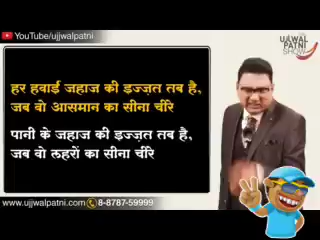 YouTube/ujjwalpatni
UJJWAL
PATNI
SHOW
हर हवाई जहाज की इज्ज़त तब है,
जब वो आसमान का सीना चीरे
पानी के जहाज की इज्ज़त तब है,
जब वो लहरों का सीना चीरे
www.ujjwalpatni.com
8-8787-59999